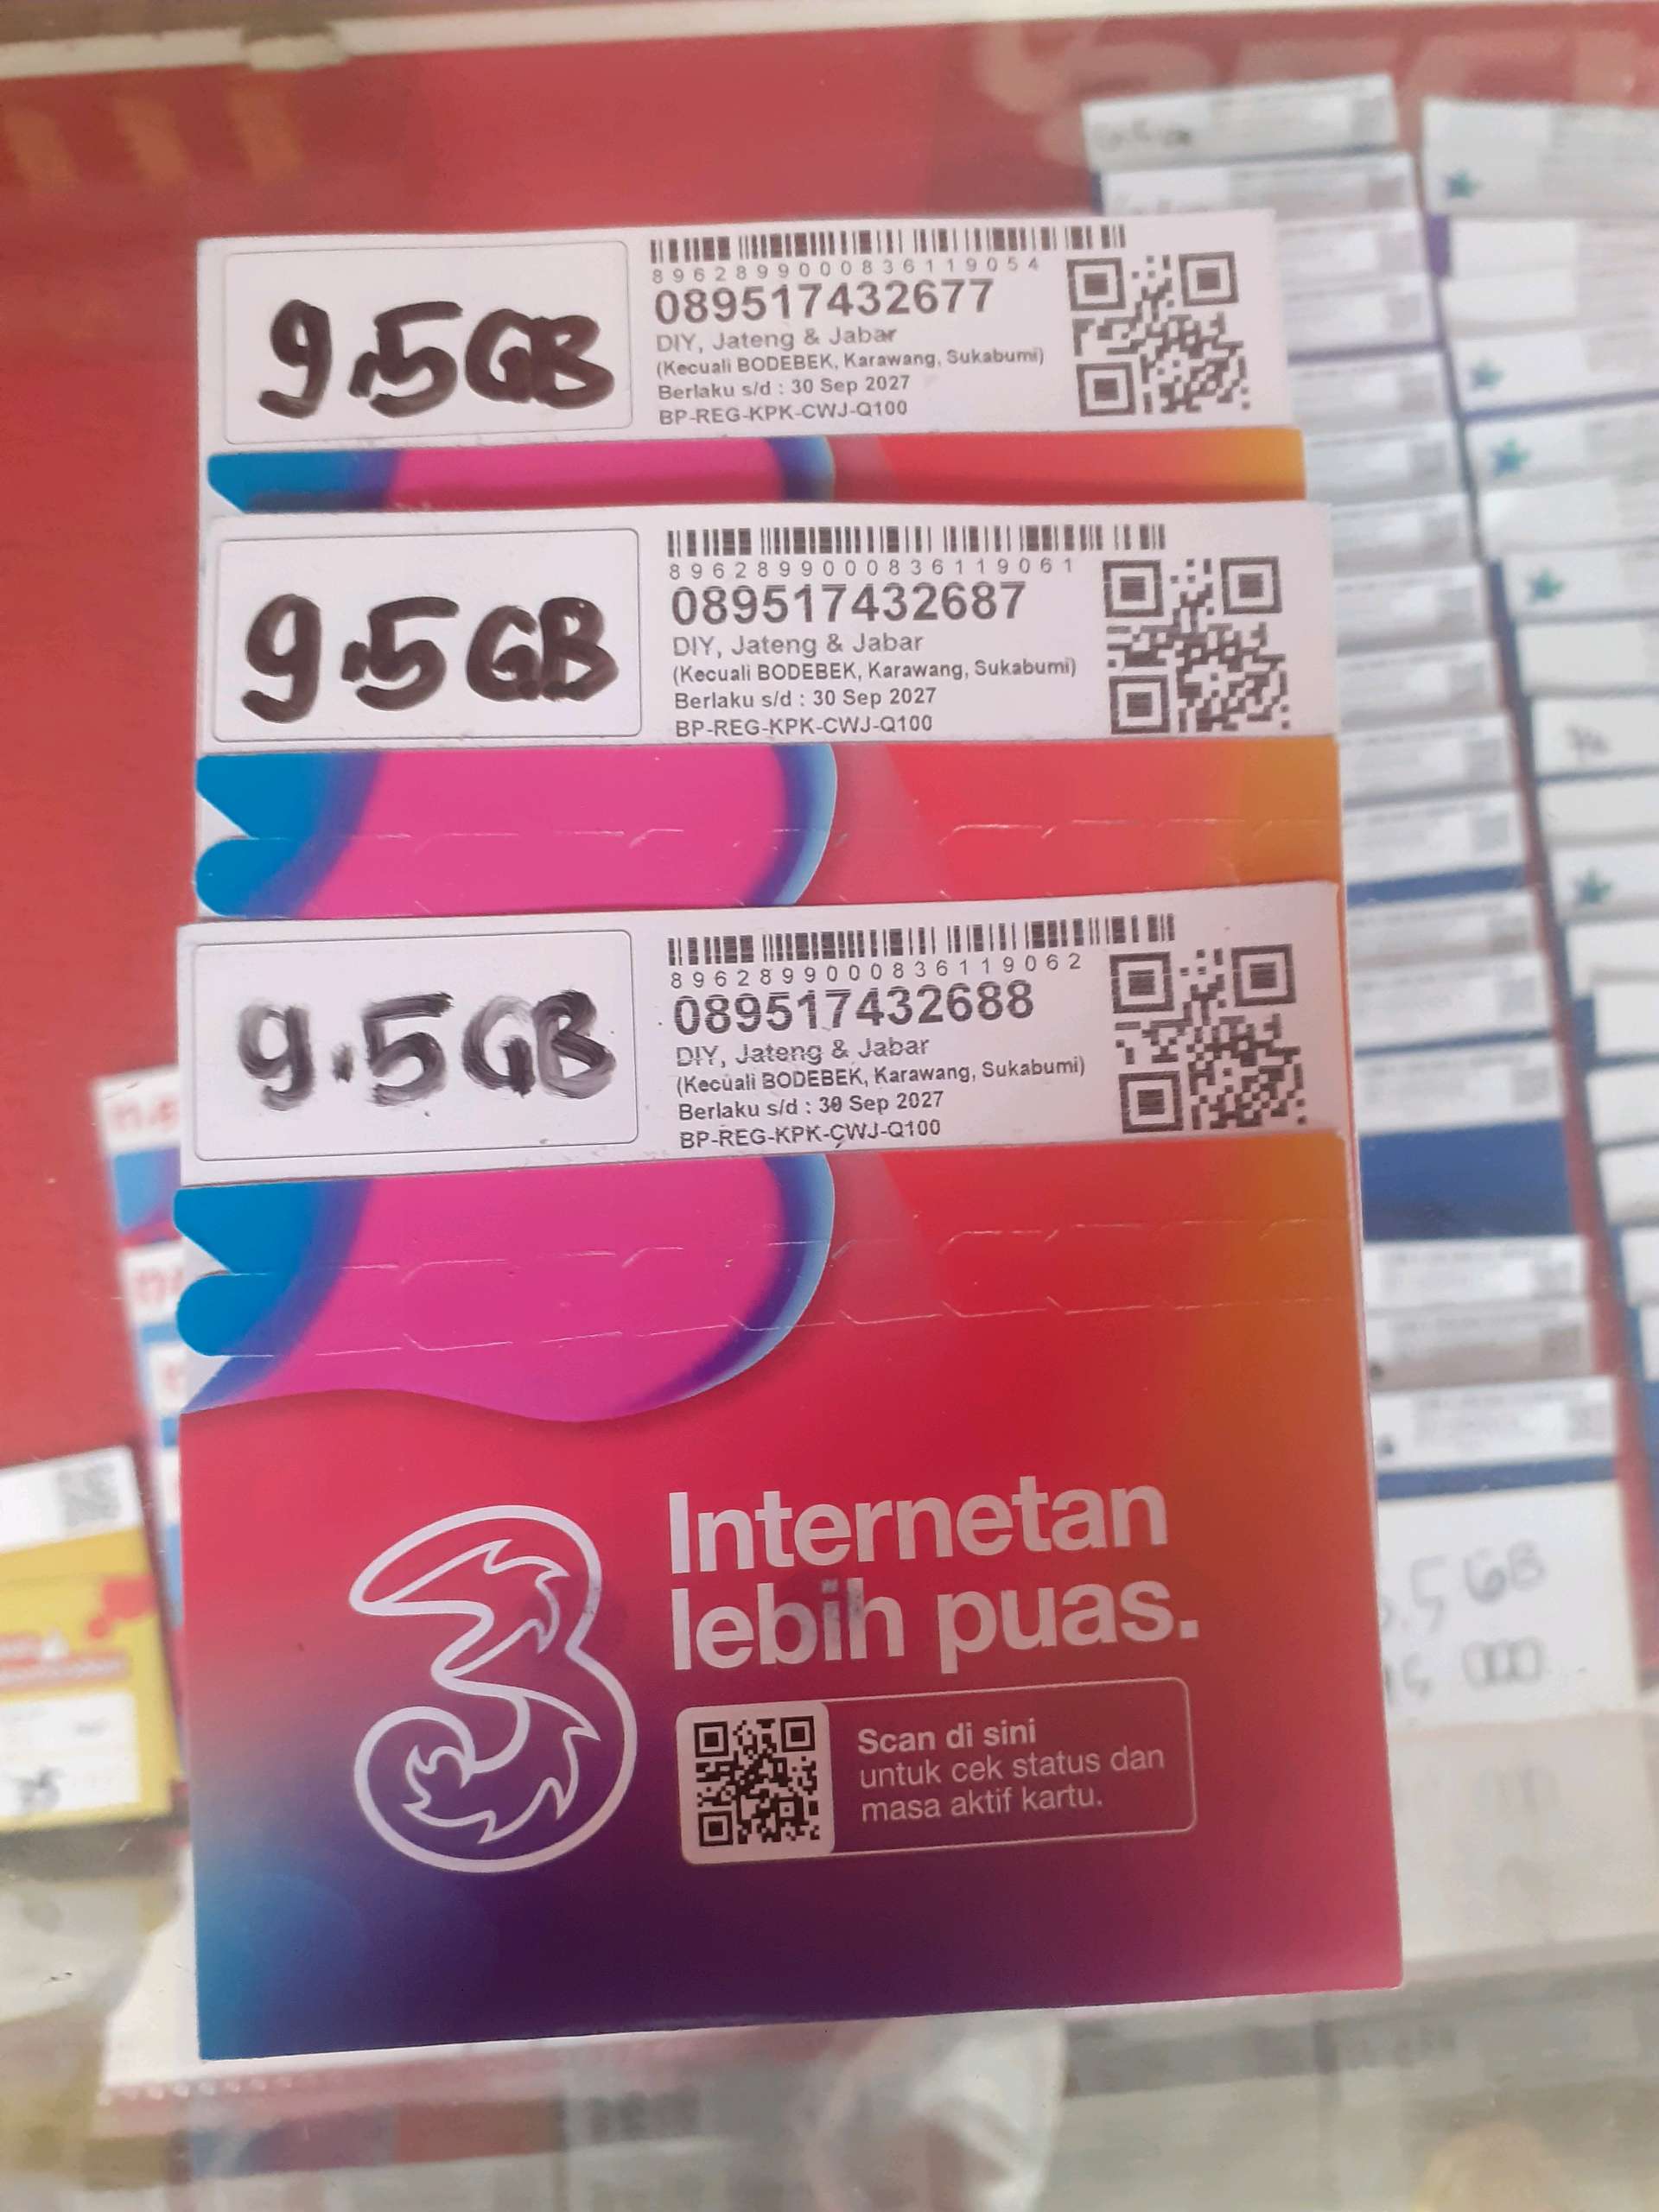 9.5GB
8962899000836119054
089517432677
DIY, Jateng & Jabar
(Kecuali BODEBEK, Karawang, Sukabumi)
Berlaku s/d : 30 Sep 2027
BP-REG-KPK-CWJ-Q100
9.5GB
8962899000836119061
089517432687
DIY, Jateng & Jabar
(Kecuali BODEBEK, Karawang, Sukabumi)
Berlaku s/d : 30 Sep 2027
BP-REG-KPK-CWJ-Q100
9.5GB
8962899000836119062
089517432688
DIY, Jateng & Jabar
(Kecuali BODEBEK, Karawang, Sukabumi)
Berlaku s/d : 30 Sep 2027
BP-REG-KPK-CWJ-Q100
3
Internetan
lebih puas.
Scan di sini
untuk cek status dan
masa aktif kartu.